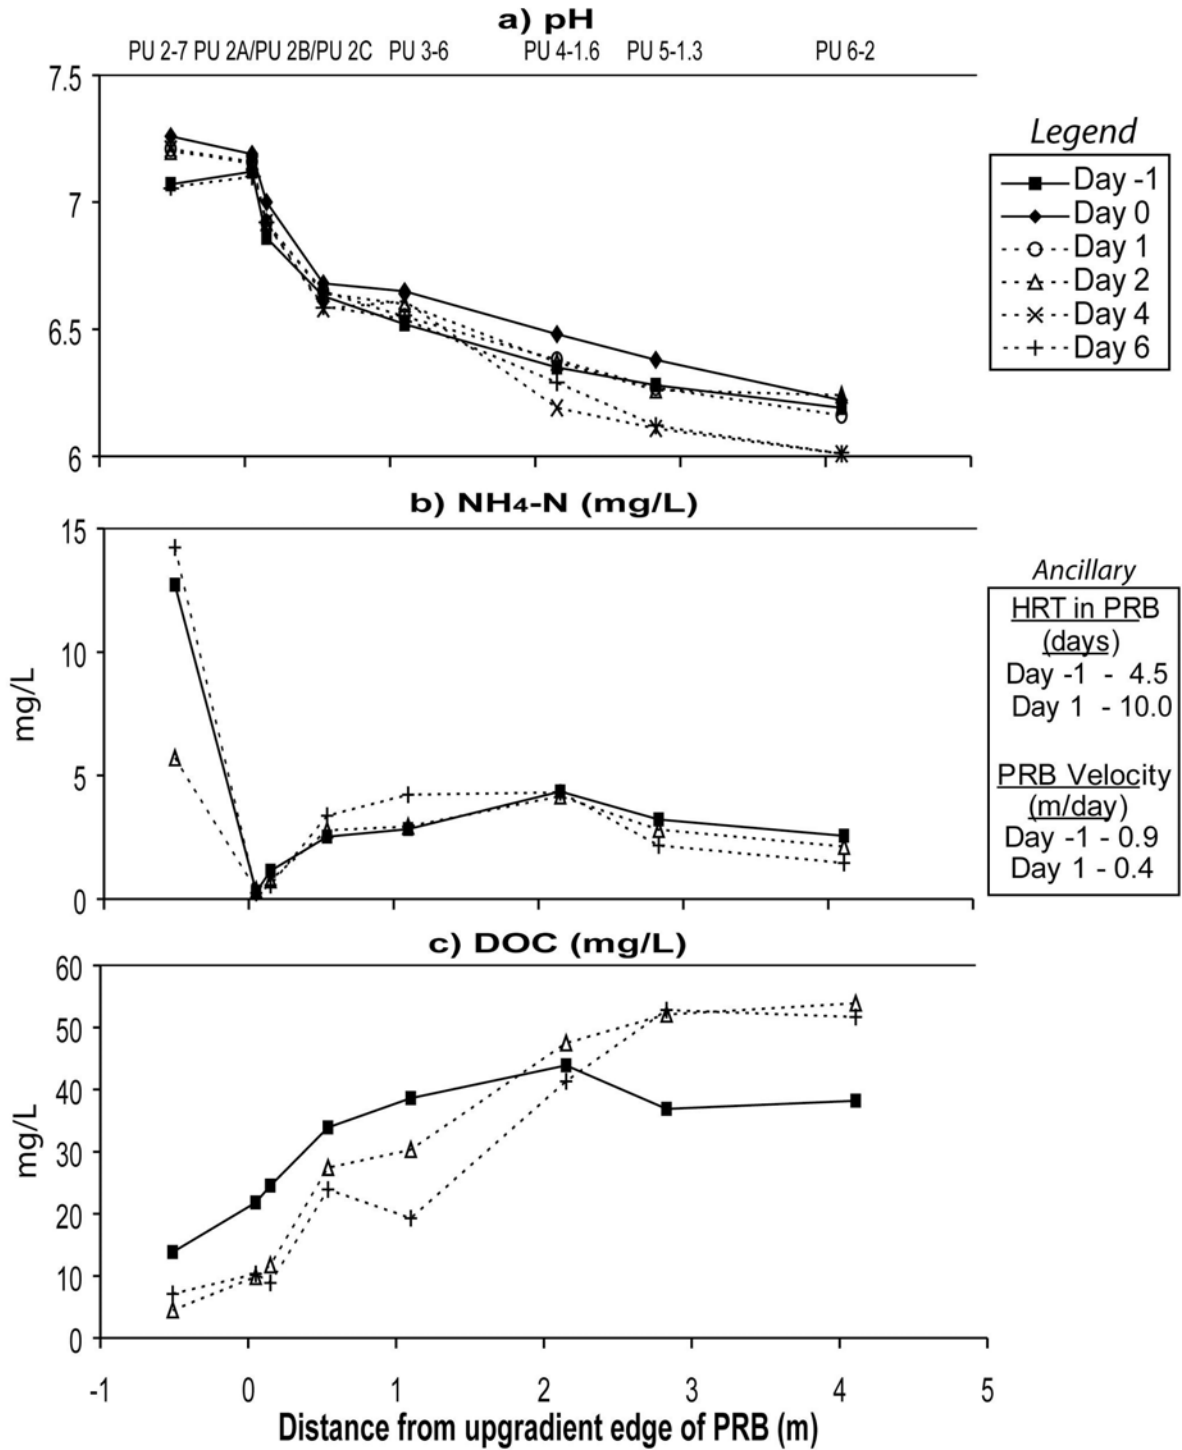 a) pH
PU 2-7 PU 2A/PU 2B/PU 2C PU 3-6 PU 4-1.6 PU 5-1.3 PU 6-2
7.5
7
6.5
6
Legend
Day -1
Day 0
Day 1
Day 2
Day 4
Day 6
b) NH₄-N (mg/L)
15
10
5
0
mg/L
Ancillary
HRT in PRB
(days)
Day -1 - 4.5
Day 1 - 10.0
PRB Velocity
(m/day)
Day -1 - 0.9
Day 1 - 0.4
c) DOC (mg/L)
60
50
40
30
20
10
0
mg/L
-1 0 1 2 3 4 5
Distance from upgradient edge of PRB (m)